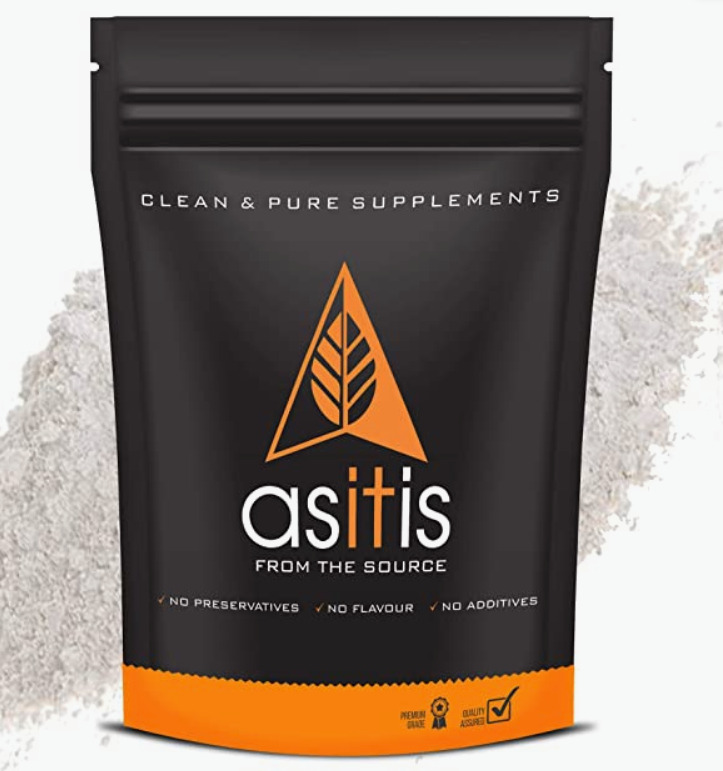 CLEAN & PURE SUPPLEMENTS
asitis
FROM THE SOURCE
✓ NO PRESERVATIVES ✓ NO FLAVOUR ✓ NO ADDITIVES
PREMIUM GRADE
QUALITY ASSURED